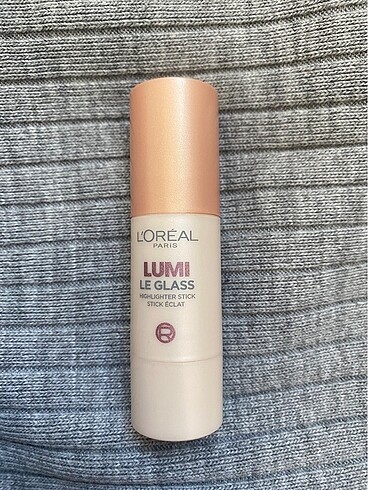 L'ORÉAL
PARIS
LUMI
LE GLASS
HIGHLIGHTER STICK
STICK ÉCLAT
R